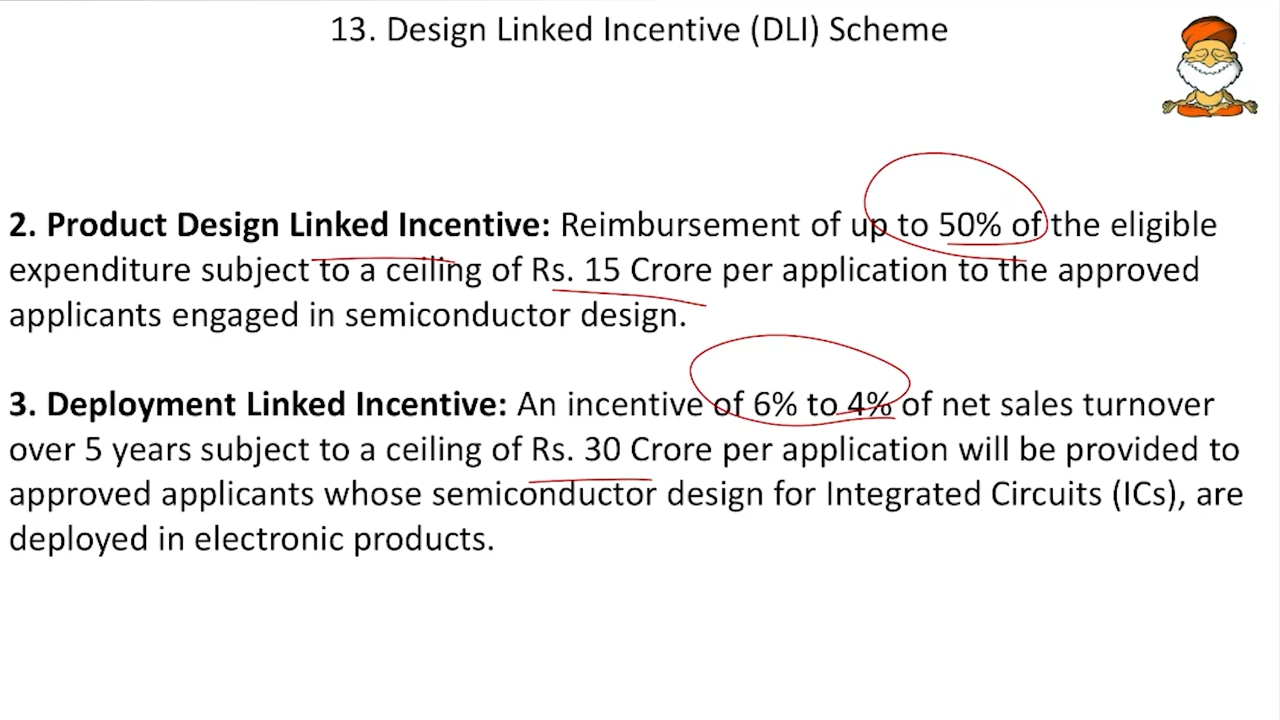 13. Design Linked Incentive (DLI) Scheme
2. Product Design Linked Incentive: Reimbursement of up to 50% of the eligible
expenditure subject to a ceiling of Rs. 15 Crore per application to the approved
applicants engaged in semiconductor design.
3. Deployment Linked Incentive: An incentive of 6% to 4% of net sales turnover
over 5 years subject to a ceiling of Rs. 30 Crore per application will be provided to
approved applicants whose semiconductor design for Integrated Circuits (ICs), are
deployed in electronic products.